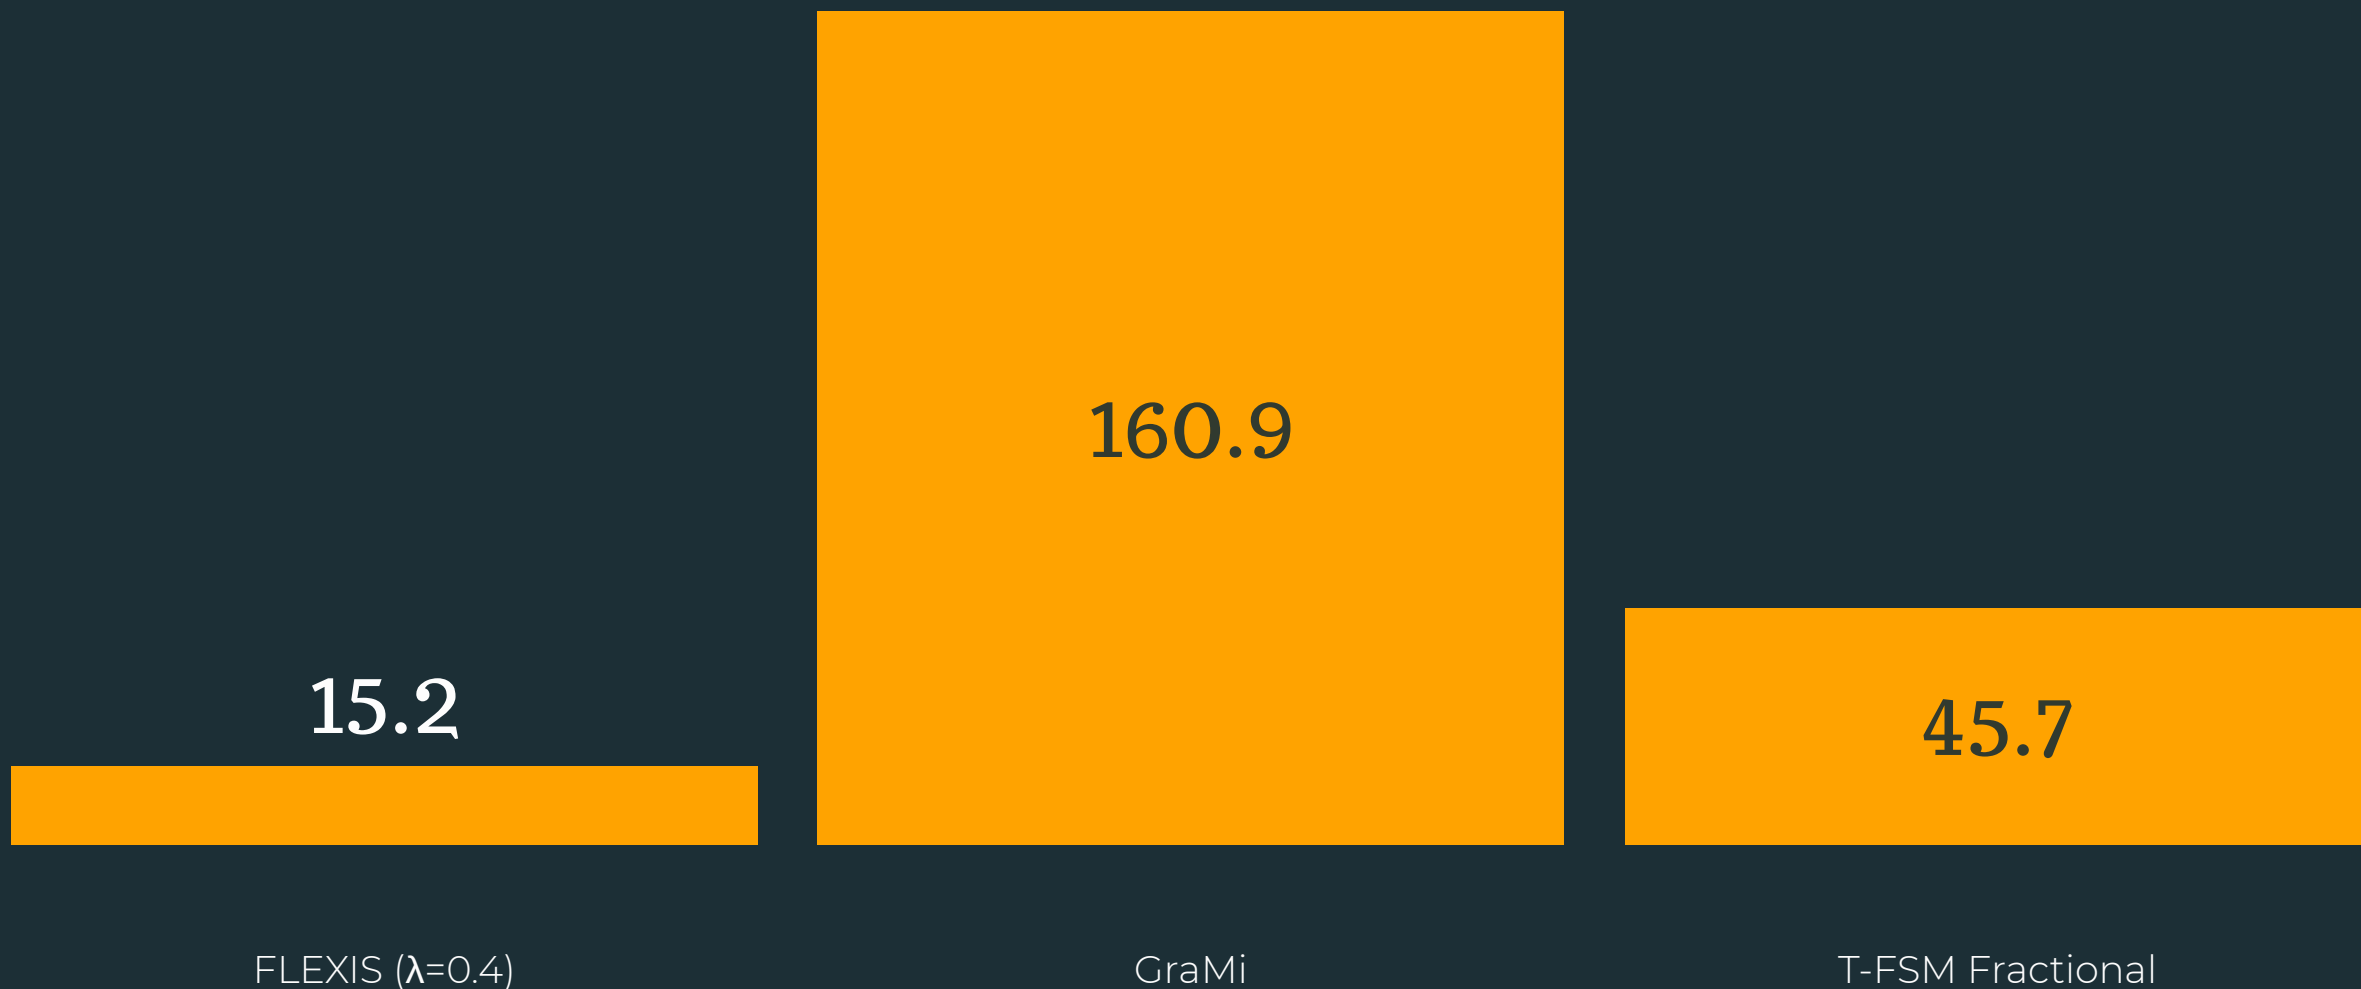 160.9
15.2
45.7
FLEXIS (λ=0.4)
GraMi
T-FSM Fractional